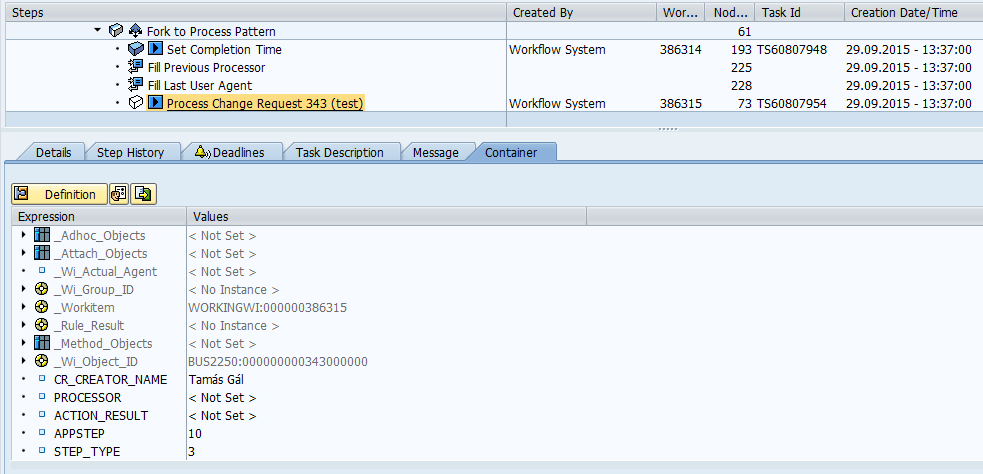 Steps Created By Wor... Nod... Task Id Creation Date/Time
Fork to Process Pattern 61
Set Completion Time Workflow System 386314 193 TS60807948 29.09.2015 - 13:37:00
Fill Previous Processor 225 29.09.2015 - 13:37:00
Fill Last User Agent 228 29.09.2015 - 13:37:00
Process Change Request 343 (test) Workflow System 386315 73 TS60807954 29.09.2015 - 13:37:00
Details Step History Deadlines Task Description Message Container
Definition
Expression Values
_Adhoc_Objects < Not Set >
_Attach_Objects < Not Set >
_Wi_Actual_Agent < Not Set >
_Wi_Group_ID < No Instance >
_Workitem WORKINGWI:000000386315
_Rule_Result < No Instance >
_Method_Objects < Not Set >
_Wi_Object_ID BUS2250:000000000343000000
CR_CREATOR_NAME Tamás Gál
PROCESSOR < Not Set >
ACTION_RESULT < Not Set >
APPSTEP 10
STEP_TYPE 3